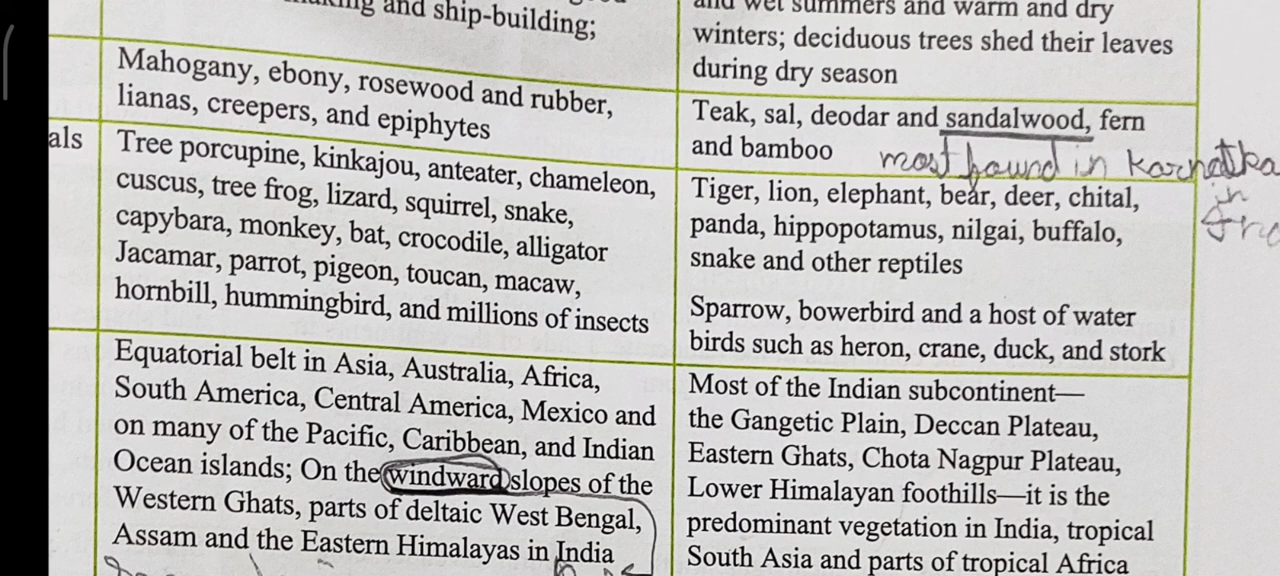 and ship-building;
and wet summers and warm and dry
winters; deciduous trees shed their leaves
during dry season
Mahogany, ebony, rosewood and rubber,
lianas, creepers, and epiphytes
Teak, sal, deodar and sandalwood, fern
and bamboo
most found in Karnataka
in
als
Tree porcupine, kinkajou, anteater, chameleon,
cuscus, tree frog, lizard, squirrel, snake,
capybara, monkey, bat, crocodile, alligator
Jacamar, parrot, pigeon, toucan, macaw,
hornbill, hummingbird, and millions of insects
Tiger, lion, elephant, bear, deer, chital,
panda, hippopotamus, nilgai, buffalo,
snake and other reptiles
Sparrow, bowerbird and a host of water
birds such as heron, crane, duck, and stork
Equatorial belt in Asia, Australia, Africa,
South America, Central America, Mexico and
on many of the Pacific, Caribbean, and Indian
Ocean islands; On the windward slopes of the
Western Ghats, parts of deltaic West Bengal,
Assam and the Eastern Himalayas in India
Most of the Indian subcontinent—
the Gangetic Plain, Deccan Plateau,
Eastern Ghats, Chota Nagpur Plateau,
Lower Himalayan foothills—it is the
predominant vegetation in India, tropical
South Asia and parts of tropical Africa